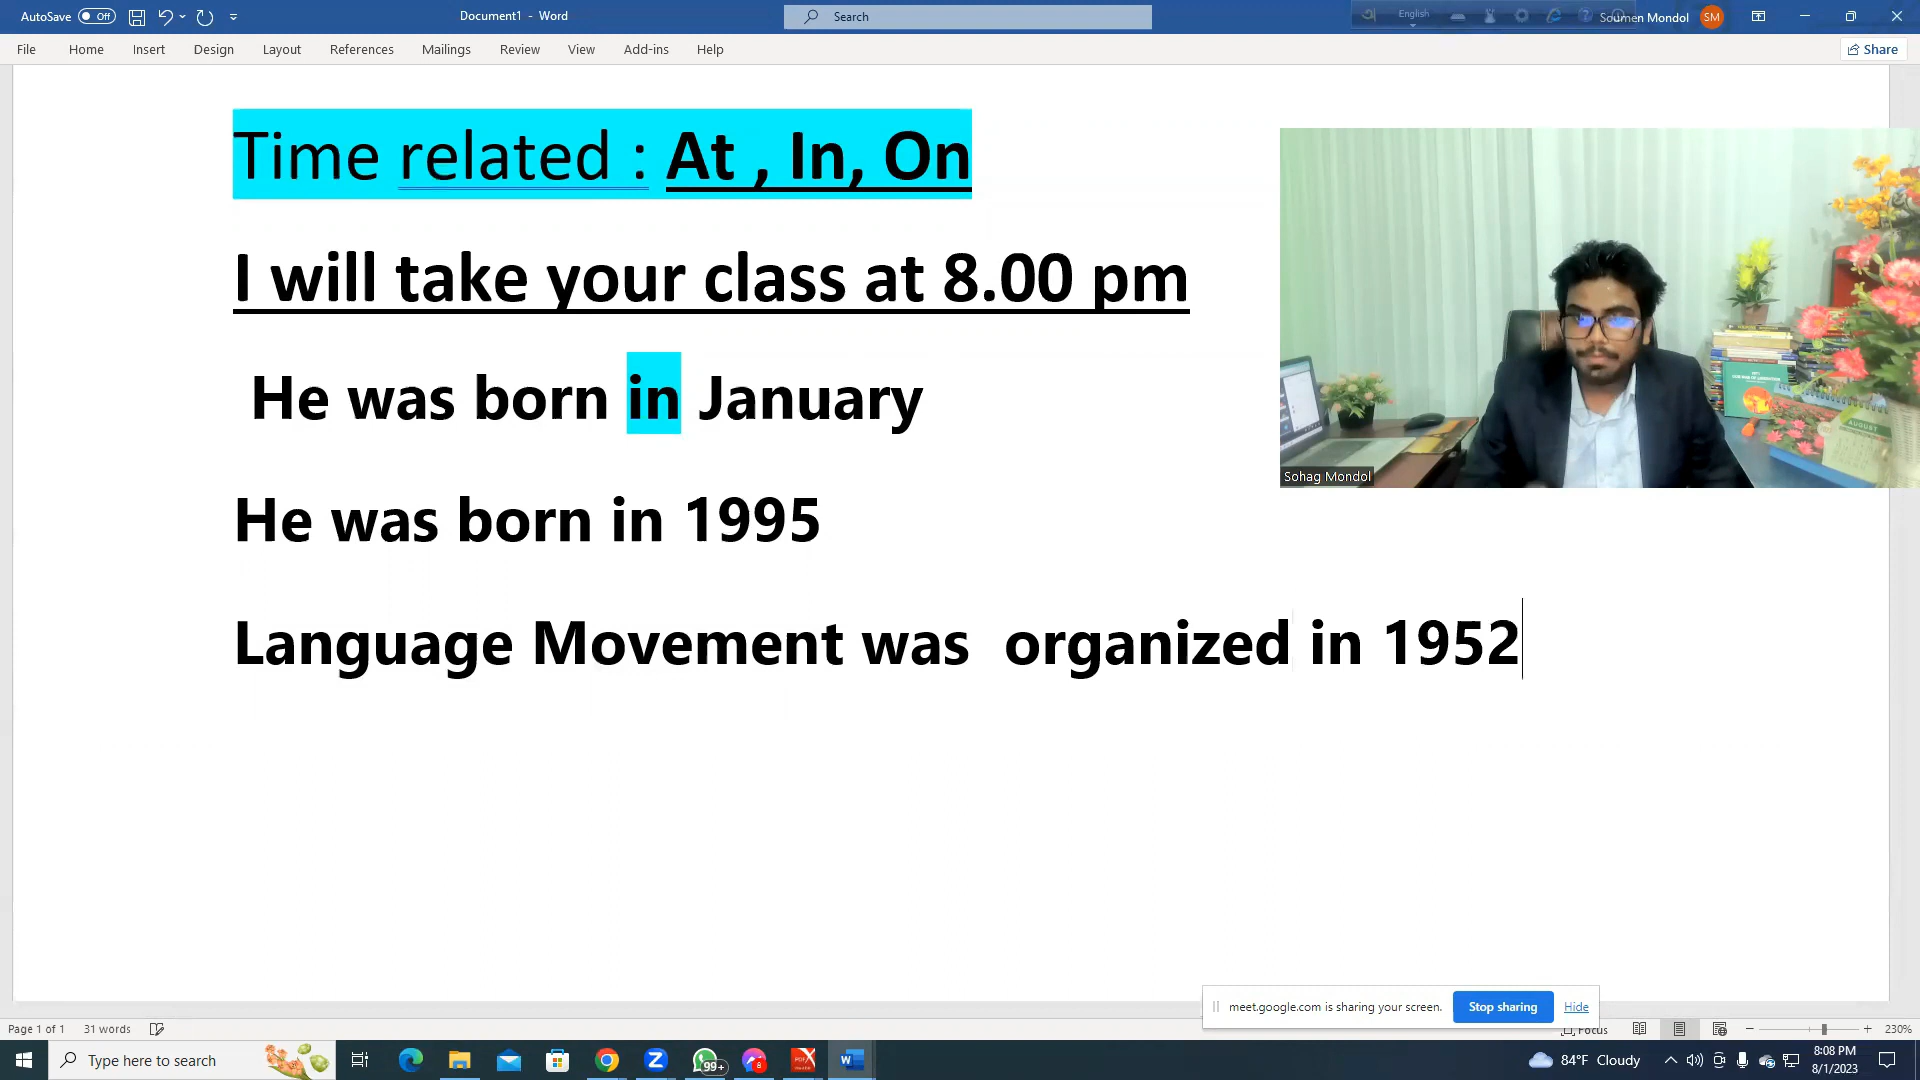 AutoSave Off Document1 - Word Search English Soumen Mondol SM
File Home Insert Design Layout References Mailings Review View Add-ins Help Share
Time related : At , In, On
I will take your class at 8.00 pm
He was born in January
He was born in 1995
Language Movement was organized in 1952
AUGUST
Sohag Mondol
meet.google.com is sharing your screen. Stop sharing Hide
Page 1 of 1 31 words Focus 230%
Type here to search 99+ 8 84°F Cloudy 8:08 PM
8/1/2023